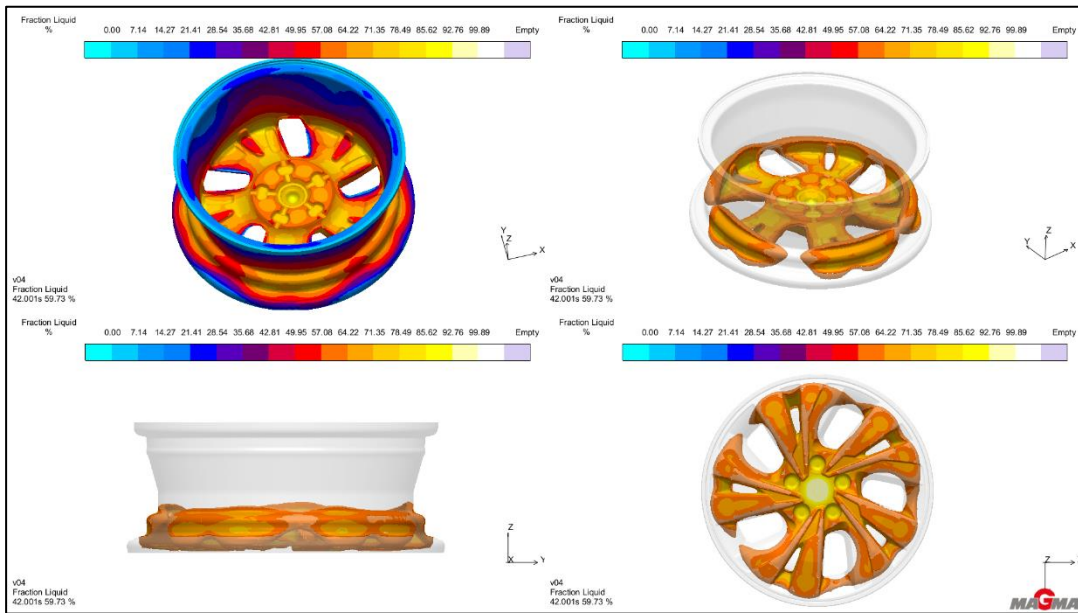 Fraction Liquid
%
0.00 7.14 14.27 21.41 28.54 35.68 42.81 49.95 57.08 64.22 71.35 78.49 85.62 92.76 99.89 Empty
Y
Z
X
v04
Fraction Liquid
42.001s 59.73 %
Fraction Liquid
%
0.00 7.14 14.27 21.41 28.54 35.68 42.81 49.95 57.08 64.22 71.35 78.49 85.62 92.76 99.89 Empty
Z
Y
X
v04
Fraction Liquid
42.001s 59.73 %
Fraction Liquid
%
0.00 7.14 14.27 21.41 28.54 35.68 42.81 49.95 57.08 64.22 71.35 78.49 85.62 92.76 99.89 Empty
Z
X Y
v04
Fraction Liquid
42.001s 59.73 %
Fraction Liquid
%
0.00 7.14 14.27 21.41 28.54 35.68 42.81 49.95 57.08 64.22 71.35 78.49 85.62 92.76 99.89 Empty
Z
v04
Fraction Liquid
42.001s 59.73 %
MAGMA